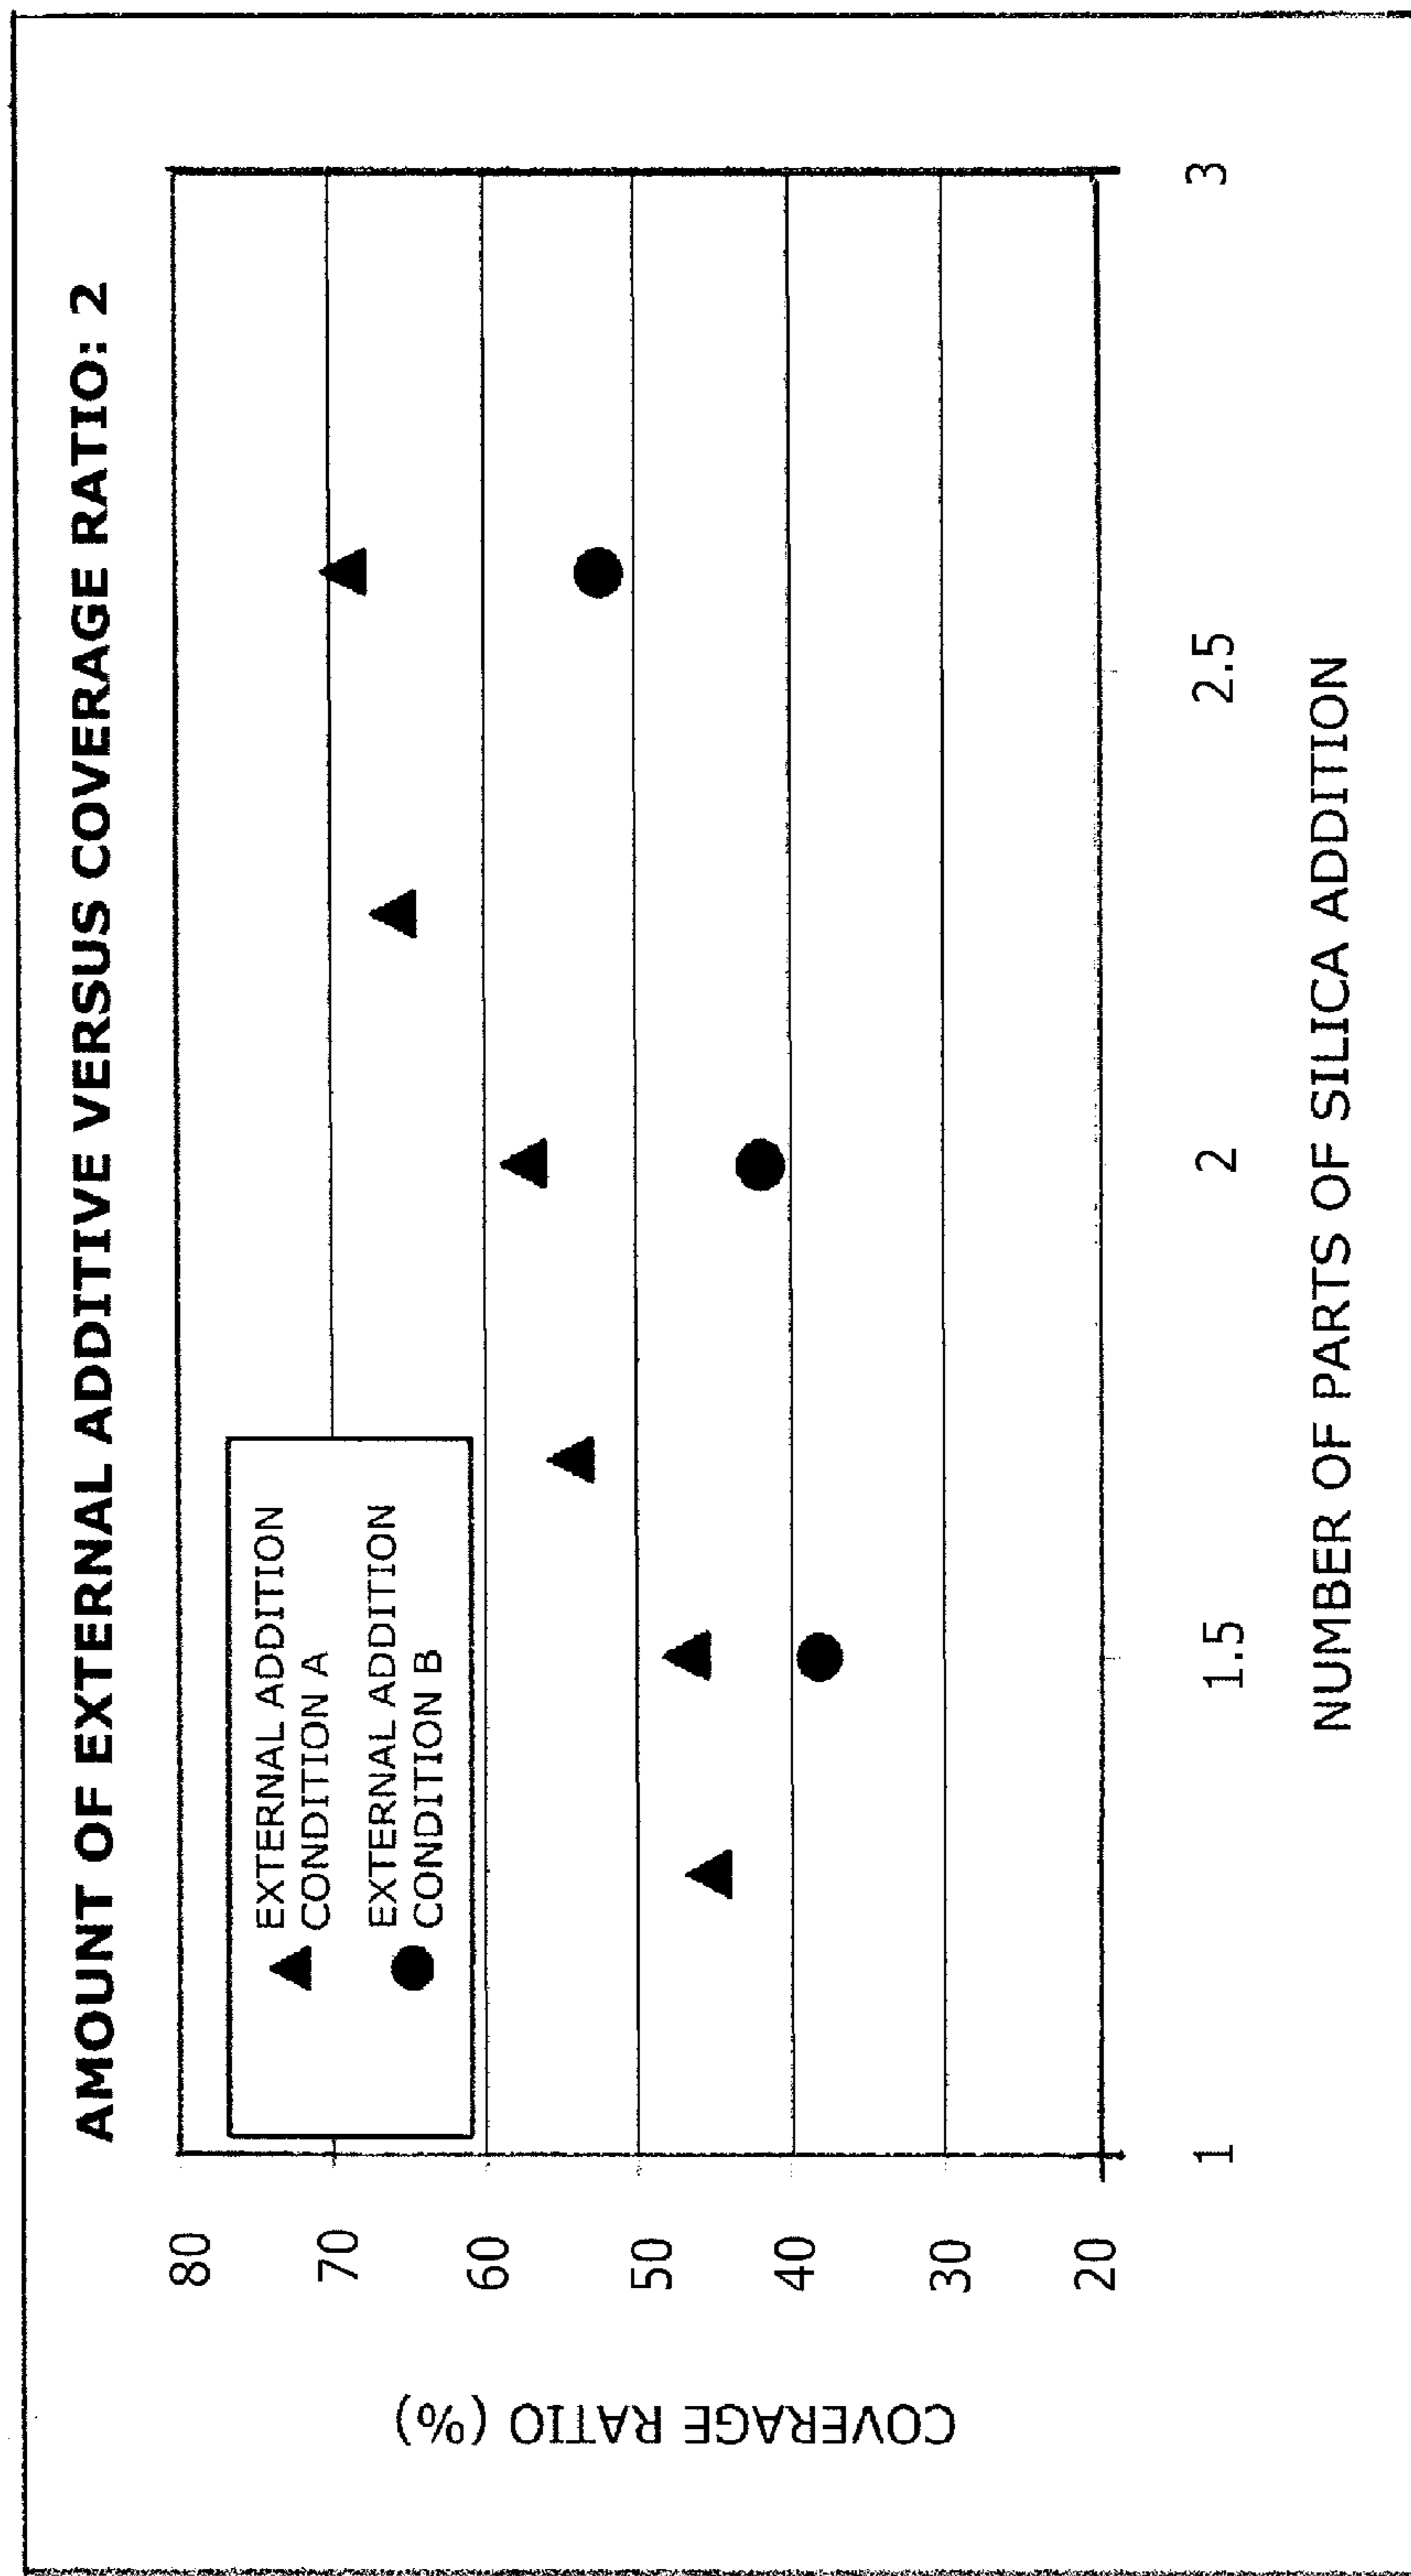 AMOUNT OF EXTERNAL ADDITIVE VERSUS COVERAGE RATIO: 2
EXTERNAL ADDITION
CONDITION A
EXTERNAL ADDITION
CONDITION B
80
70
60
50
40
30
20
COVERAGE RATIO (%)
1
1.5
2
2.5
3
NUMBER OF PARTS OF SILICA ADDITION